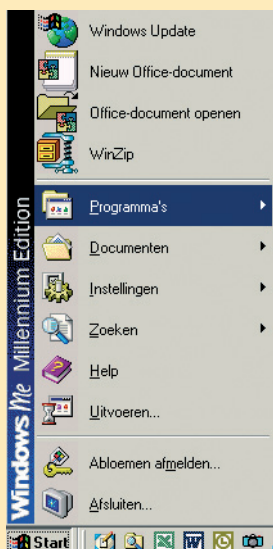 Windows Update
Nieuw Office-document
Office-document openen
WinZip
Programma's
Documenten
Instellingen
Zoeken
Help
Uitvoeren...
Abloemen afmelden...
Afsluiten...
Windows Me Millennium Edition
Start